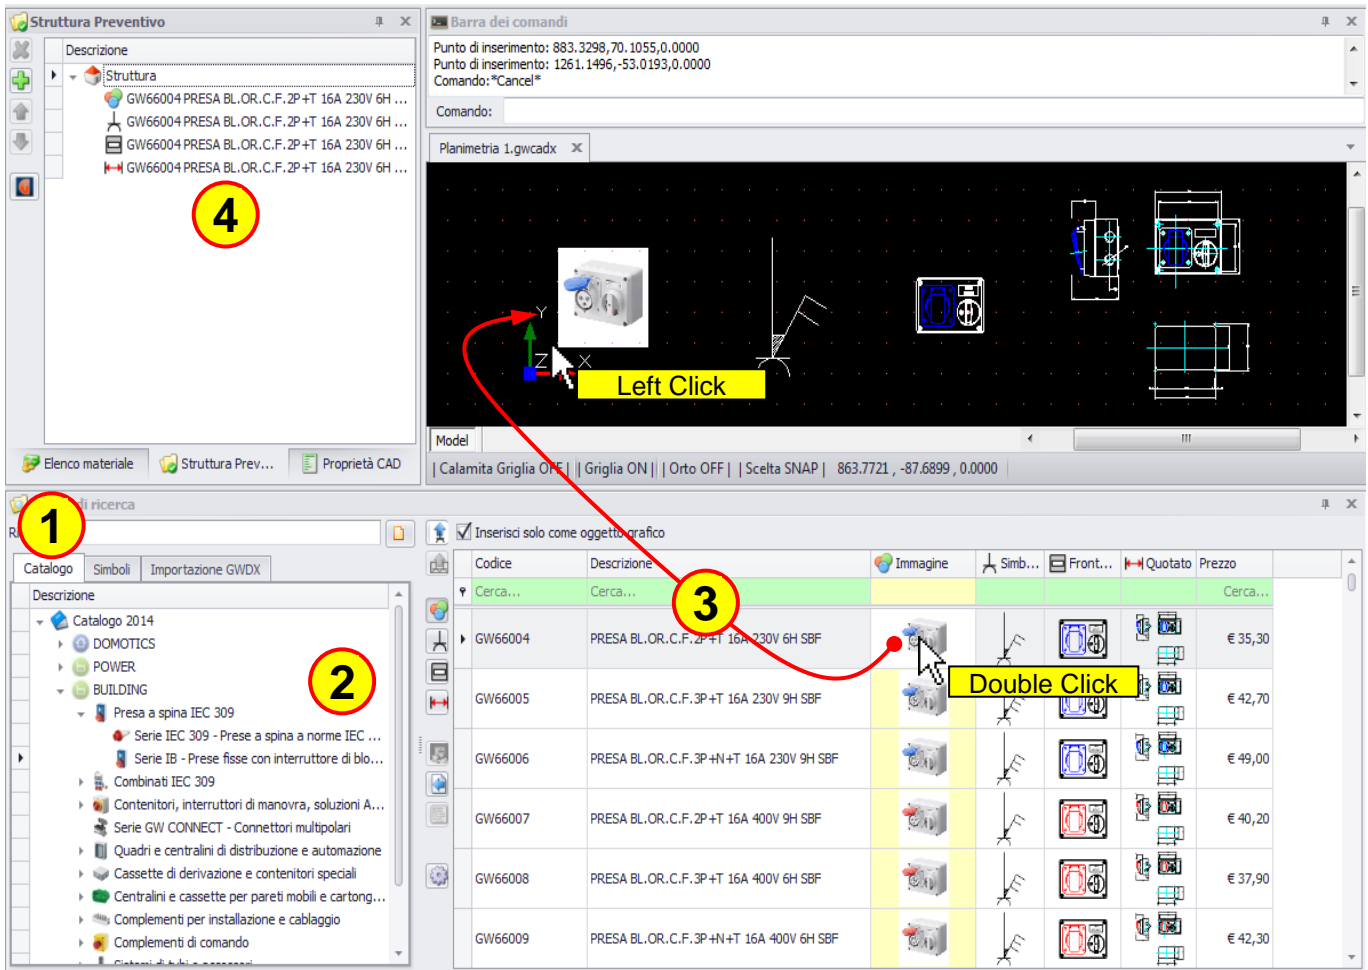 Struttura Preventivo
Descrizione
Struttura
GW66004 PRESA BL.OR.C.F.2P+T 16A 230V 6H ...
GW66004 PRESA BL.OR.C.F.2P+T 16A 230V 6H ...
GW66004 PRESA BL.OR.C.F.2P+T 16A 230V 6H ...
GW66004 PRESA BL.OR.C.F.2P+T 16A 230V 6H ...
4
Elenco materiale
Struttura Prev...
Proprietà CAD
Barra dei comandi
Punto di inserimento: 883.3298,70.1055,0.0000
Punto di inserimento: 1261.1496,-53.0193,0.0000
Comando:*Cancel*
Comando:
Planimetria 1.gwcadx
Y
Z
X
Left Click
Model
| Calamita Griglia OFF | | Griglia ON | | Orto OFF | | Scelta SNAP | 863.7721 , -87.6899 , 0.0000
di ricerca
1
Catalogo
Simboli
Importazione GWDX
Descrizione
Catalogo 2014
DOMOTICS
POWER
BUILDING
2
Presa a spina IEC 309
Serie IEC 309 - Prese a spina a norme IEC ...
Serie IB - Prese fisse con interruttore di blo...
Combinati IEC 309
Contenitori, interruttori di manovra, soluzioni A...
Serie GW CONNECT - Connettori multipolari
Quadri e centralini di distribuzione e automazione
Cassette di derivazione e contenitori speciali
Centralini e cassette per pareti mobili e cartong...
Complementi per installazione e cablaggio
Complementi di comando
Sistemi di tubi e accessori
Inserisci solo come oggetto grafico
Codice Descrizione Immagine Simb... Front... Quotato Prezzo
Cerca... Cerca... Cerca...
3
GW66004 PRESA BL.OR.C.F.2P+T 16A 230V 6H SBF € 35,30
Double Click
GW66005 PRESA BL.OR.C.F.3P+T 16A 230V 9H SBF € 42,70
GW66006 PRESA BL.OR.C.F.3P+N+T 16A 230V 9H SBF € 49,00
GW66007 PRESA BL.OR.C.F.2P+T 16A 400V 9H SBF € 40,20
GW66008 PRESA BL.OR.C.F.3P+T 16A 400V 6H SBF € 37,90
GW66009 PRESA BL.OR.C.F.3P+N+T 16A 400V 6H SBF € 42,30